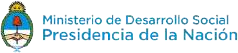 Ministerio de Desarrollo Social
Presidencia de la Nación